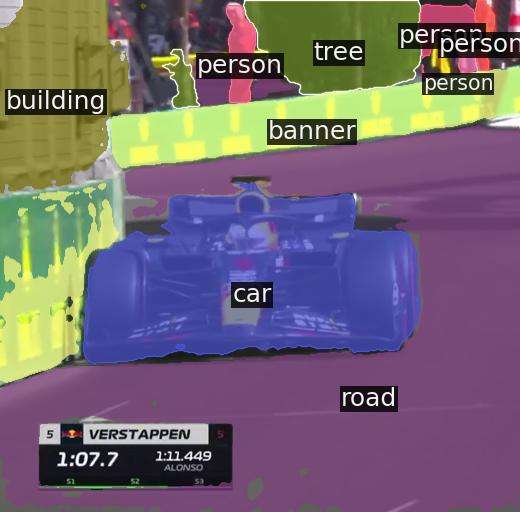 person
tree
person
person
person
building
banner
car
road
5 VERSTAPPEN 5
1:07.7 1:11.449
ALONSO
S1 S2 S3